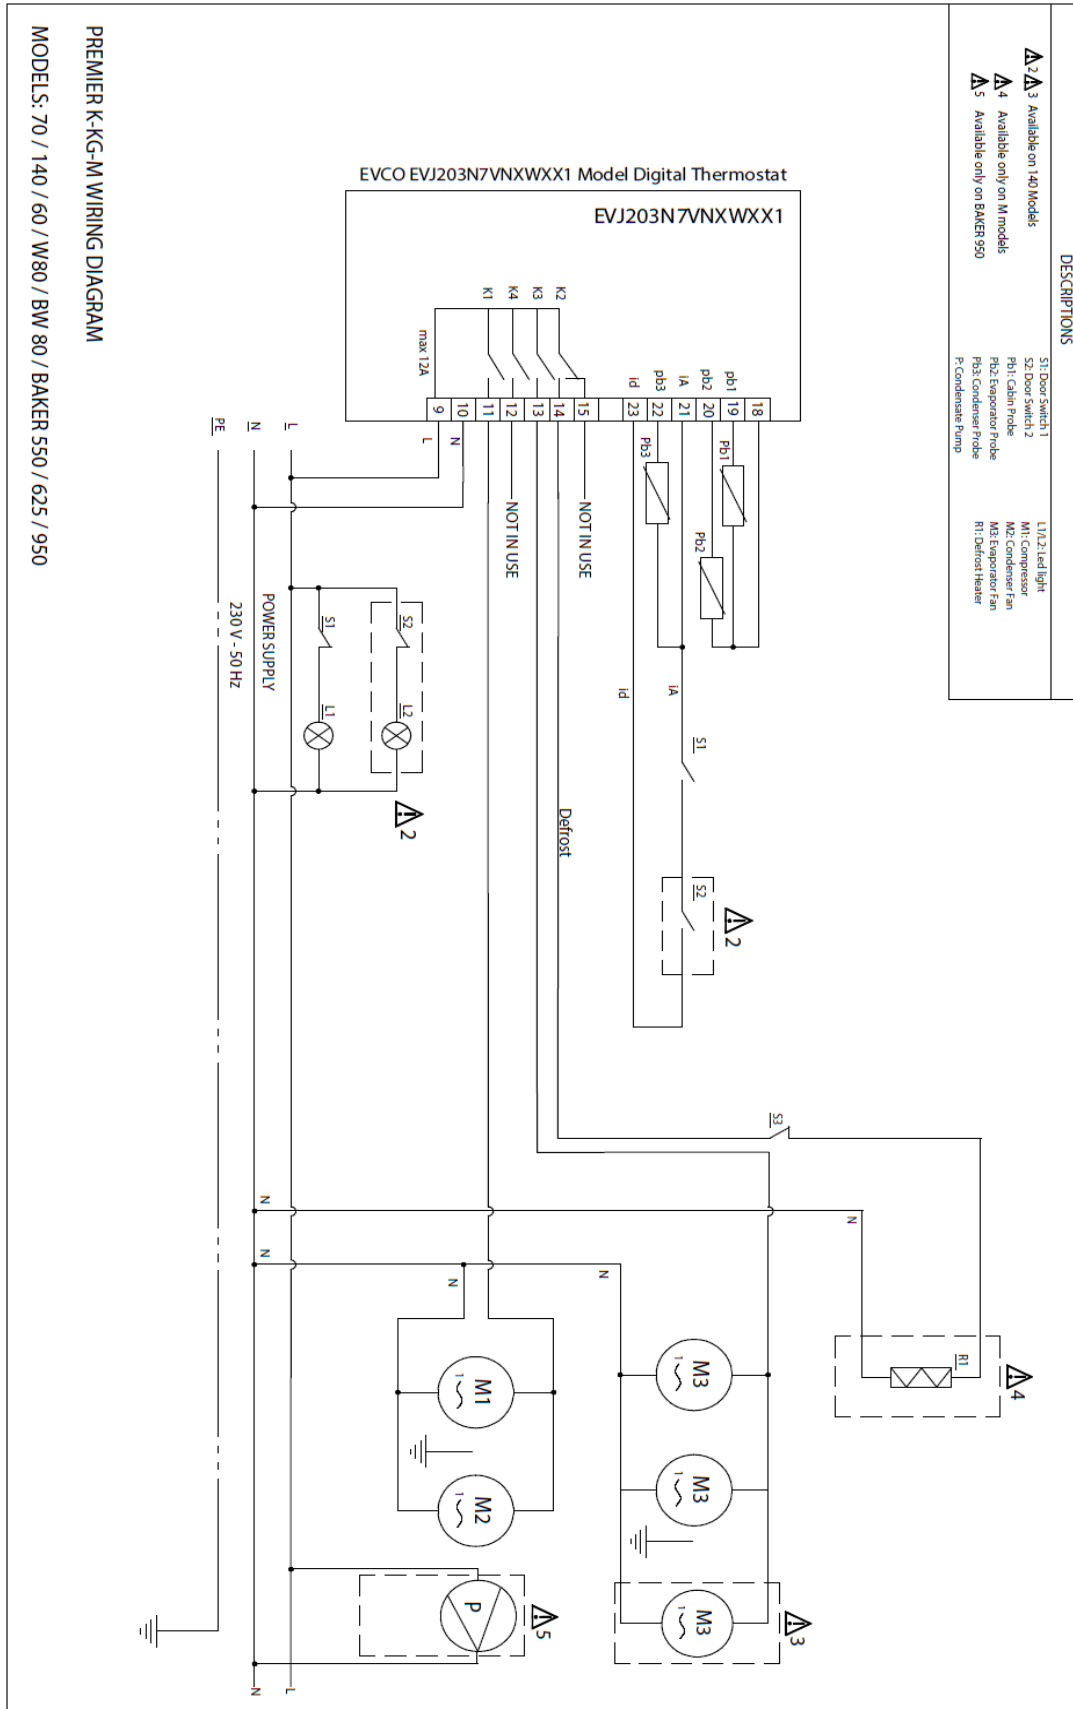 DESCRIPTIONS
2 3 Available on 140 Models
4 Available only on M models
5 Available only on BAKER 950
S1: Door Switch 1
S2: Door Switch 2
Pb1: Cabin Probe
Pb2: Evaporator Probe
Pb3: Condenser Probe
P: Condensate Pump
L1/L2: Led light
M1: Compressor
M2: Condenser Fan
M3: Evaporator Fan
R1: Defrost Heater
EVCO EVJ203N7VNXWXX1 Model Digital Thermostat
EVJ203N7VNXWXX1
K1 K4 K3 K2
max 12A
id pb3 iA pb2 pb1
9 10 11 12 13 14 15 23 22 21 20 19 18
L N
Pb3 Pb1
Pb2
NOT IN USE
NOT IN USE
PE N L
S1 S2
POWER SUPPLY
230 V - 50 Hz
L1 L2
2
id iA
S1
Defrost
S2
2
S3
N
N
N
N
N
R1
4
M1
1
M2
1
M3
1
M3
1
M3
1
3
P
5
N L
PREMIER K-KG-M WIRING DIAGRAM
MODELS: 70 / 140 / 60 / W80 / BW 80 / BAKER 550 / 625 / 950